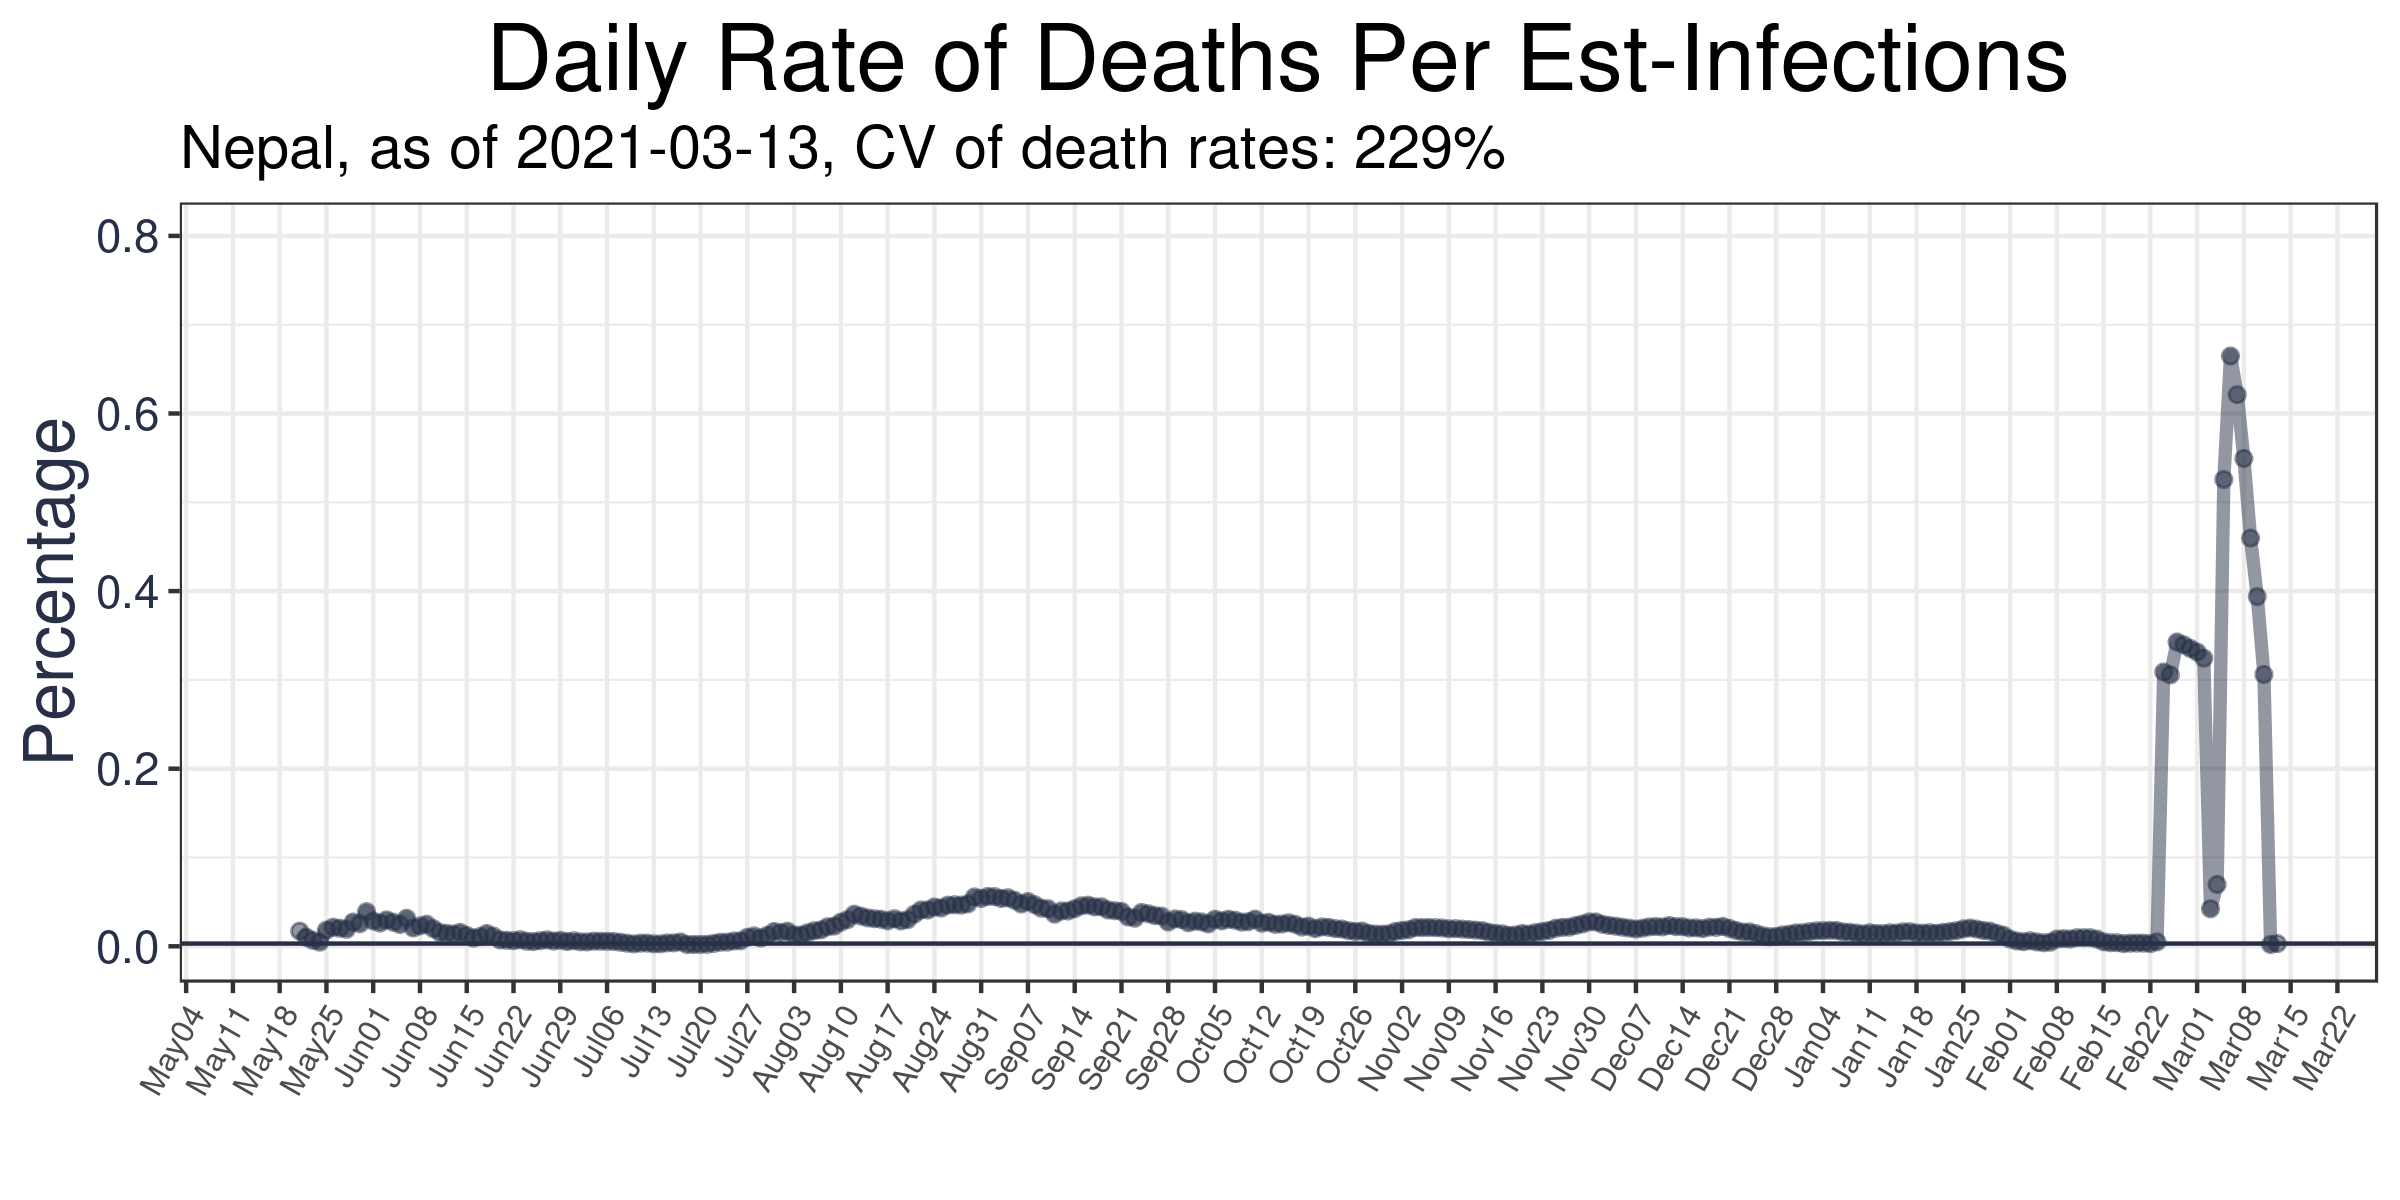 Daily Rate of Deaths Per Est-Infections
Nepal, as of 2021-03-13, CV of death rates: 229%
Percentage
0.8
0.6
0.4
0.2
0.0
May04 May11 May18 May25 Jun01 Jun08 Jun15 Jun22 Jun29 Jul06 Jul13 Jul20 Jul27 Aug03 Aug10 Aug17 Aug24 Aug31 Sep07 Sep14 Sep21 Sep28 Oct05 Oct12 Oct19 Oct26 Nov02 Nov09 Nov16 Nov23 Nov30 Dec07 Dec14 Dec21 Dec28 Jan04 Jan11 Jan18 Jan25 Feb01 Feb08 Feb15 Feb22 Mar01 Mar08 Mar15 Mar22